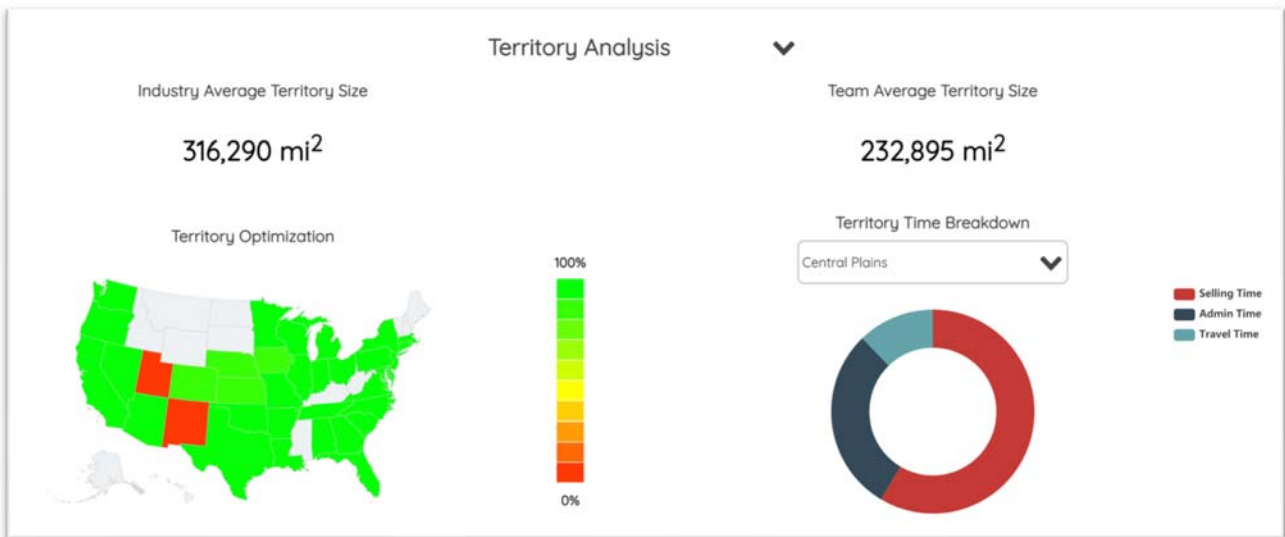 Territory Analysis
Industry Average Territory Size
Team Average Territory Size
316,290 mi²
232,895 mi²
Territory Optimization
Territory Time Breakdown
Central Plains
100%
0%
Selling Time
Admin Time
Travel Time